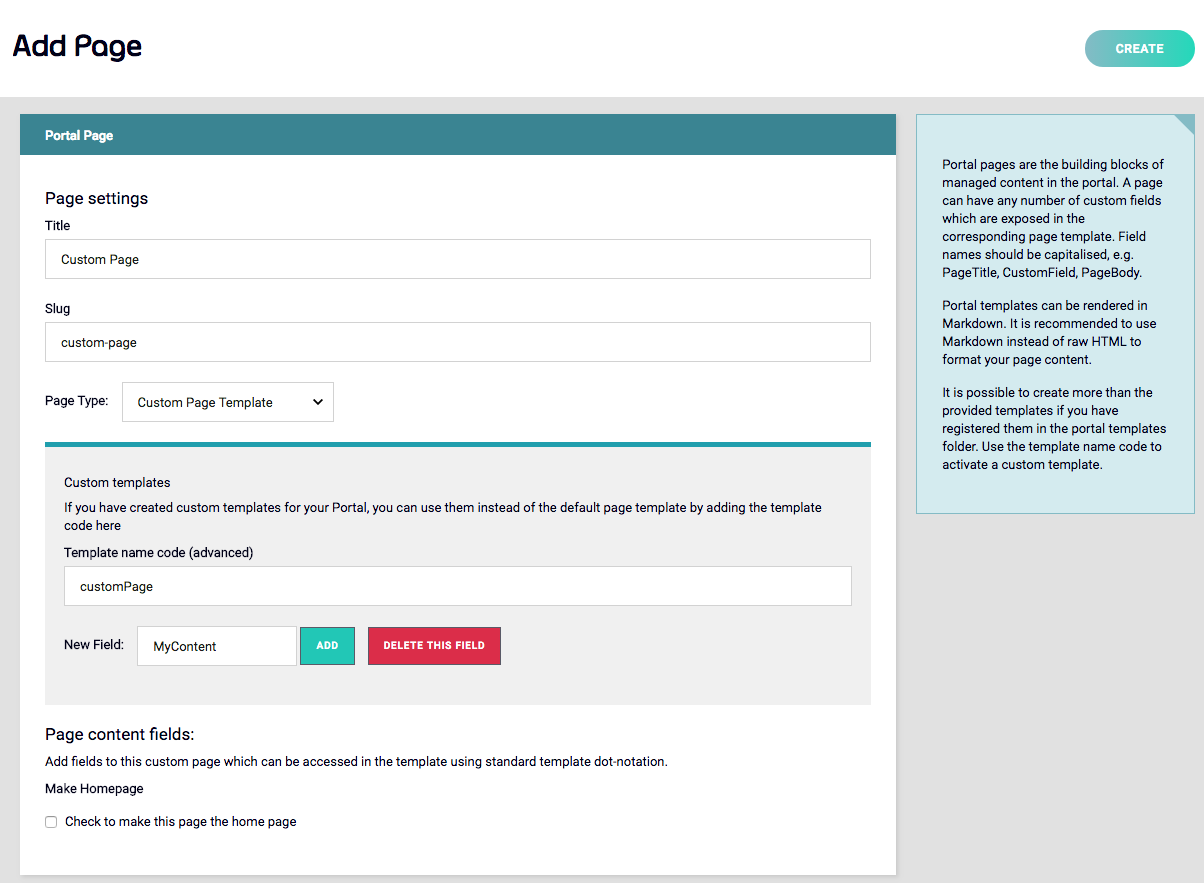 Add Page
CREATE
Portal Page
Page settings
Title
Custom Page
Slug
custom-page
Page Type:
Custom Page Template
Custom templates
If you have created custom templates for your Portal, you can use them instead of the default page template by adding the template
code here
Template name code (advanced)
customPage
New Field:
MyContent
ADD
DELETE THIS FIELD
Page content fields:
Add fields to this custom page which can be accessed in the template using standard template dot-notation.
Make Homepage
Check to make this page the home page
Portal pages are the building blocks of
managed content in the portal. A page
can have any number of custom fields
which are exposed in the
corresponding page template. Field
names should be capitalised, e.g.
PageTitle, CustomField, PageBody.
Portal templates can be rendered in
Markdown. It is recommended to use
Markdown instead of raw HTML to
format your page content.
It is possible to create more than the
provided templates if you have
registered them in the portal templates
folder. Use the template name code to
activate a custom template.